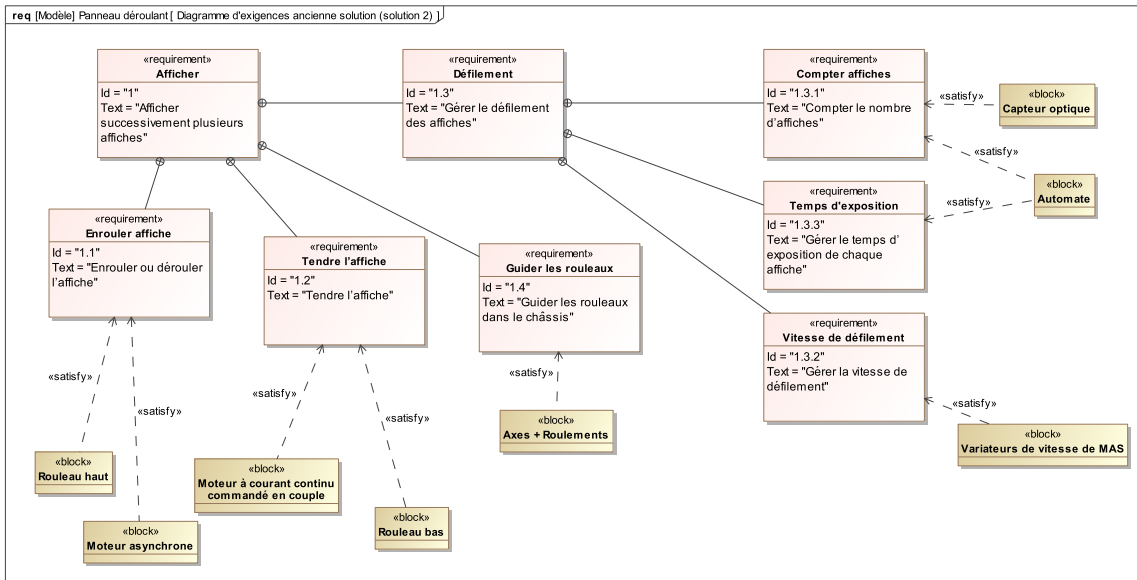 req [Modèle] Panneau déroulant [ Diagramme d'exigences ancienne solution (solution 2) ]
«requirement»
Afficher
Id = "1"
Text = "Afficher
successivement plusieurs
affiches"
«requirement»
Défilement
Id = "1.3"
Text = "Gérer le défilement
des affiches"
«requirement»
Compter affiches
Id = "1.3.1"
Text = "Compter le nombre
d'affiches"
«satisfy»
«block»
Capteur optique
«satisfy»
«block»
Automate
«satisfy»
«requirement»
Temps d'exposition
Id = "1.3.3"
Text = "Gérer le temps d'
exposition de chaque
affiche"
«requirement»
Enrouler affiche
Id = "1.1"
Text = "Enrouler ou dérouler
l'affiche"
«requirement»
Tendre l'affiche
Id = "1.2"
Text = "Tendre l'affiche"
«requirement»
Guider les rouleaux
Id = "1.4"
Text = "Guider les rouleaux
dans le châssis"
«requirement»
Vitesse de défilement
Id = "1.3.2"
Text = "Gérer la vitesse de
défilement"
«satisfy»
«satisfy»
«satisfy»
«satisfy»
«satisfy»
«satisfy»
«block»
Axes + Roulements
«block»
Variateurs de vitesse de MAS
«block»
Rouleau haut
«block»
Moteur à courant continu
commandé en couple
«block»
Rouleau bas
«block»
Moteur asynchrone